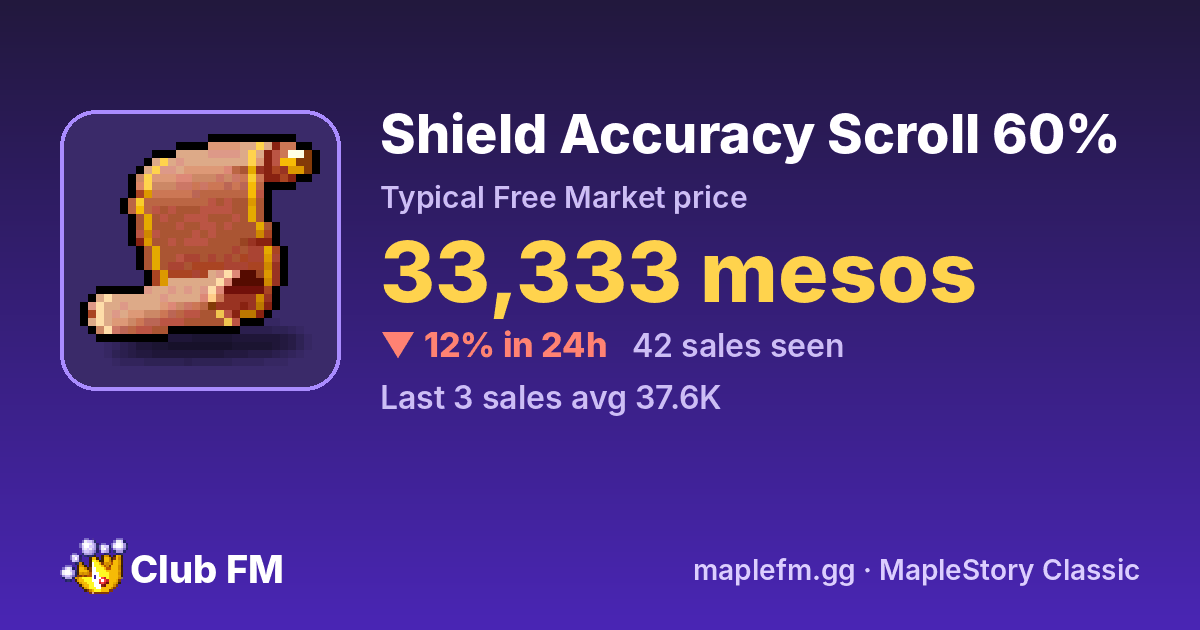 Shield Accuracy Scroll 60%
Typical Free Market price
33,333 mesos
▼ 12% in 24h 42 sales seen
Last 3 sales avg 37.6K
Club FM
maplefm.gg · MapleStory Classic